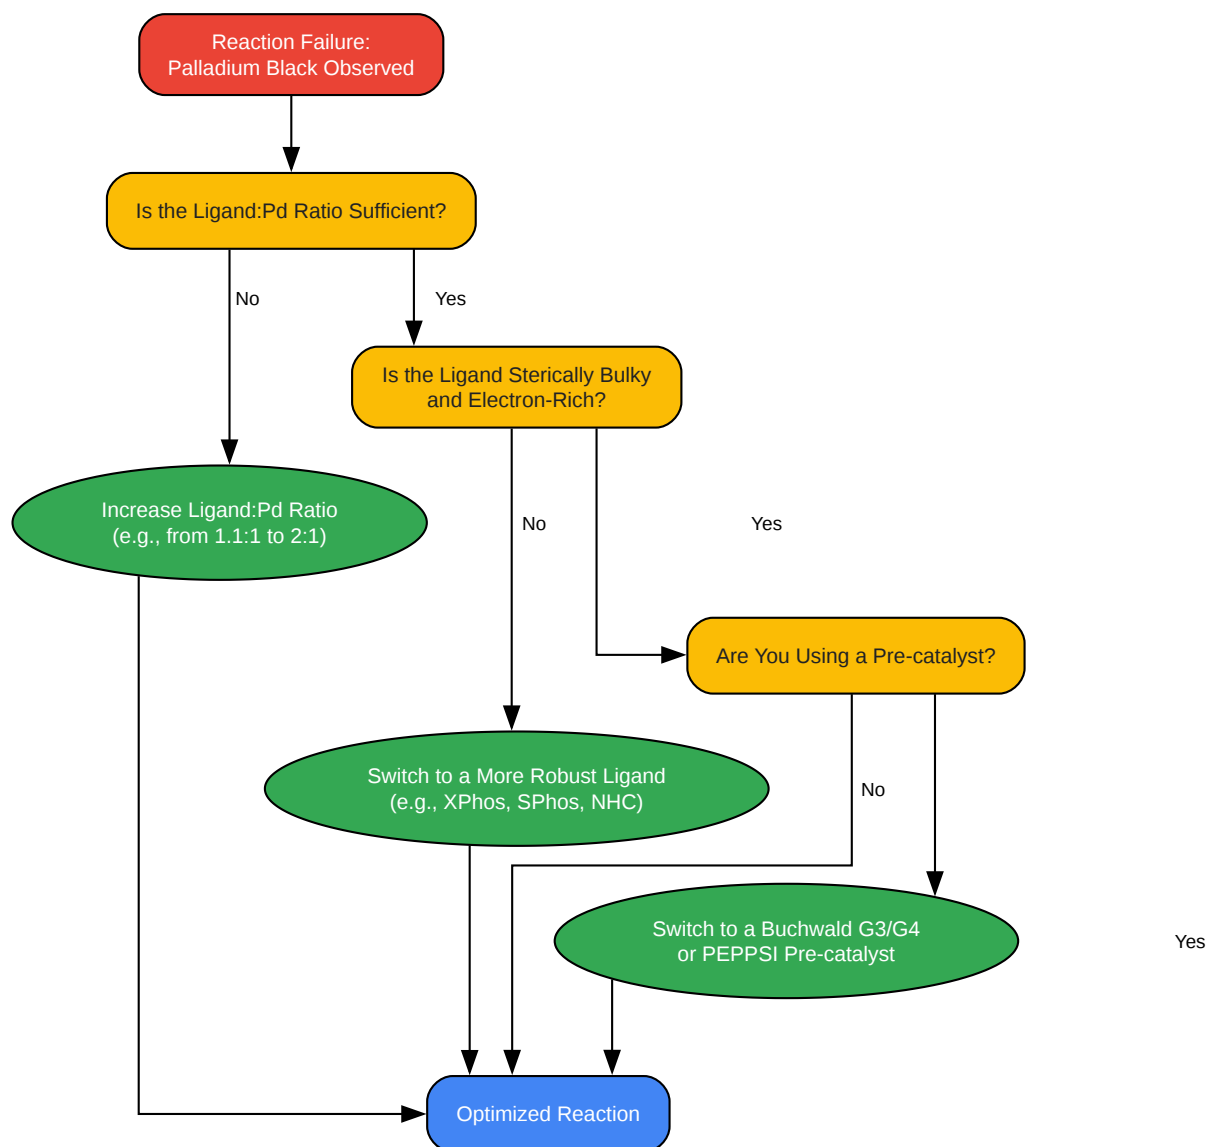 Reaction Failure:
Palladium Black Observed
Is the Ligand:Pd Ratio Sufficient?
No
Yes
Is the Ligand Sterically Bulky
and Electron-Rich?
Increase Ligand:Pd Ratio
(e.g., from 1.1:1 to 2:1)
No
Yes
Are You Using a Pre-catalyst?
Switch to a More Robust Ligand
(e.g., XPhos, SPhos, NHC)
No
Switch to a Buchwald G3/G4
or PEPPSI Pre-catalyst
Yes
Optimized Reaction